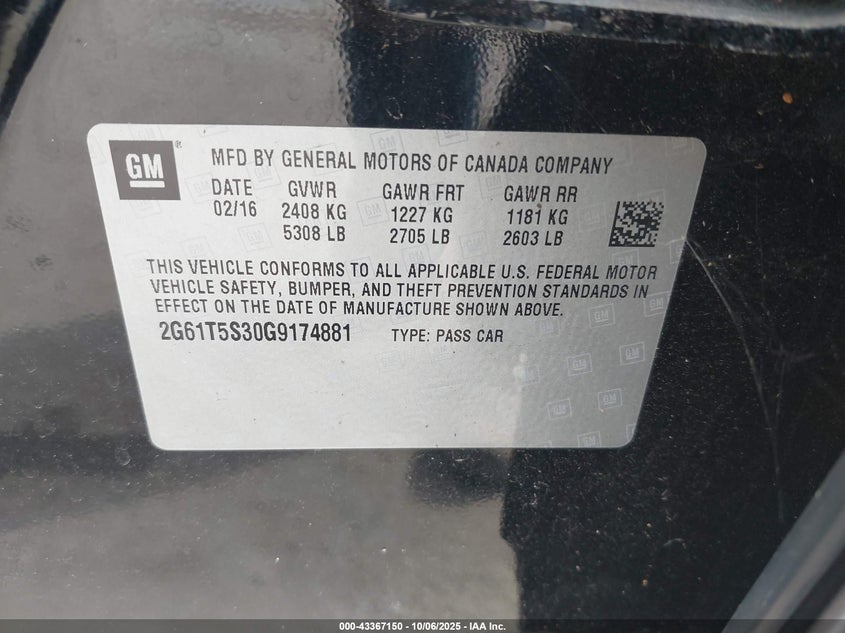 GM
MFD BY GENERAL MOTORS OF CANADA COMPANY
DATE GVWR GAWR FRT GAWR RR
02/16 2408 KG 1227 KG 1181 KG
5308 LB 2705 LB 2603 LB
THIS VEHICLE CONFORMS TO ALL APPLICABLE U.S. FEDERAL MOTOR
VEHICLE SAFETY, BUMPER, AND THEFT PREVENTION STANDARDS IN
EFFECT ON THE DATE OF MANUFACTURE SHOWN ABOVE.
2G61T5S30G9174881 TYPE: PASS CAR
000-43367150 - 10/06/2025 - IAA Inc.